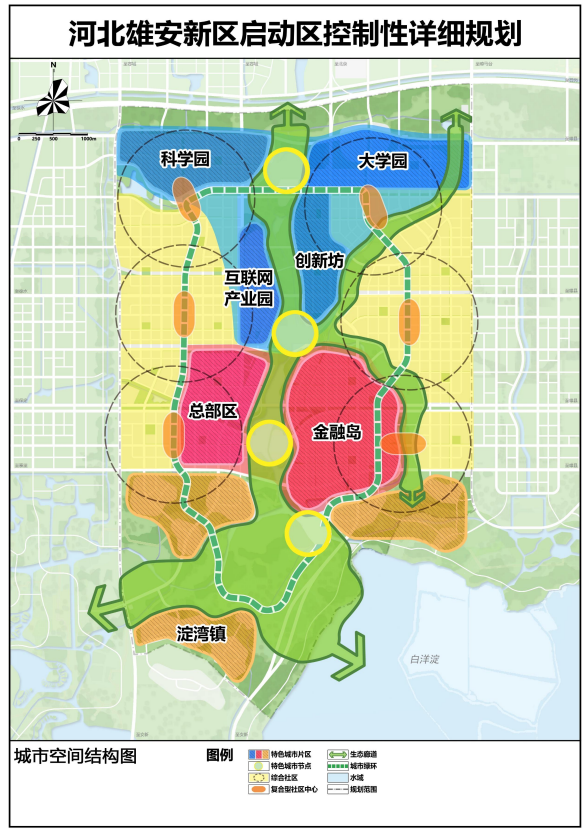 河北雄安新区启动区控制性详细规划
N
0 250 500 1000m
科学园
大学园
创新坊
互联网
产业园
总部区
金融岛
淀湾镇
白洋淀
城市空间结构图
图例
特色城市片区
特色城市节点
综合社区
复合型社区中心
生态廊道
城市绿环
水域
规划范围